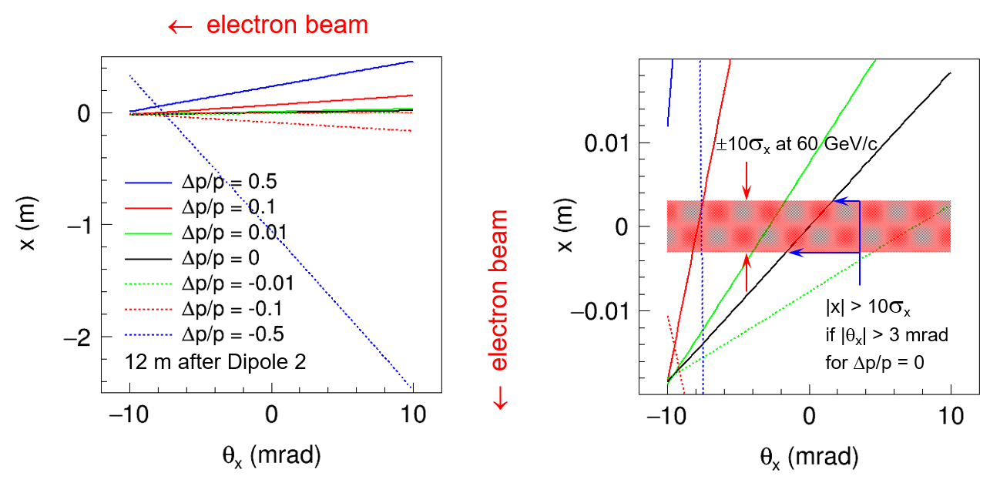 ← electron beam
x (m)
0
−1
−2
Δp/p = 0.5
Δp/p = 0.1
Δp/p = 0.01
Δp/p = 0
Δp/p = -0.01
Δp/p = -0.1
Δp/p = -0.5
12 m after Dipole 2
−10 0 10
θx (mrad)
← electron beam
x (m)
0.01
0
−0.01
±10σx at 60 GeV/c
|x| > 10σx
if |θx| > 3 mrad
for Δp/p = 0
−10 0 10
θx (mrad)